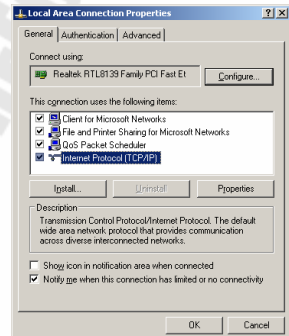 Local Area Connection Properties
General Authentication Advanced
Connect using:
Realtek RTL8139 Family PCI Fast Et Configure...
This connection uses the following items:
Client for Microsoft Networks
File and Printer Sharing for Microsoft Networks
QoS Packet Scheduler
Internet Protocol (TCP/IP)
Install... Uninstall Properties
Description
Transmission Control Protocol/Internet Protocol. The default
wide area network protocol that provides communication
across diverse interconnected networks.
Show icon in notification area when connected
Notify me when this connection has limited or no connectivity
OK Cancel